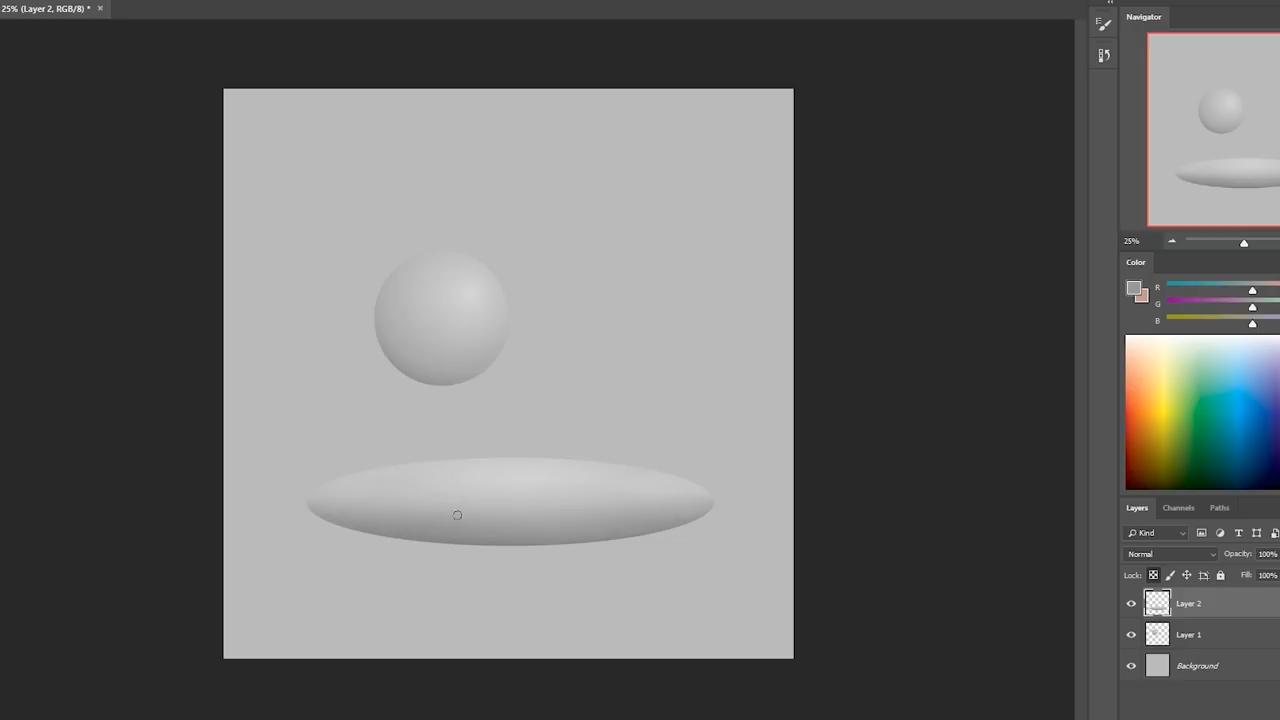 25% (Layer 2, RGB/8) * ×
Navigator
25%
Color
R
G
B
Layers Channels Paths
Kind T
Normal Opacity: 100%
Lock: Fill: 100%
Layer 2
Layer 1
Background